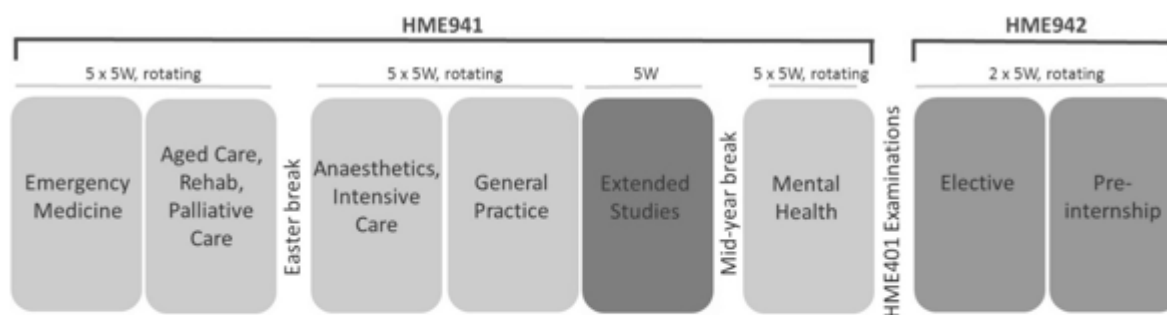 HME941
HME942
5 x 5W, rotating
5 x 5W, rotating
5W
5 x 5W, rotating
2 x 5W, rotating
Emergency
Medicine
Aged Care,
Rehab,
Palliative
Care
Easter break
Anaesthetics,
Intensive
Care
General
Practice
Extended
Studies
Mid-year break
Mental
Health
HME401 Examinations
Elective
Pre-
internship